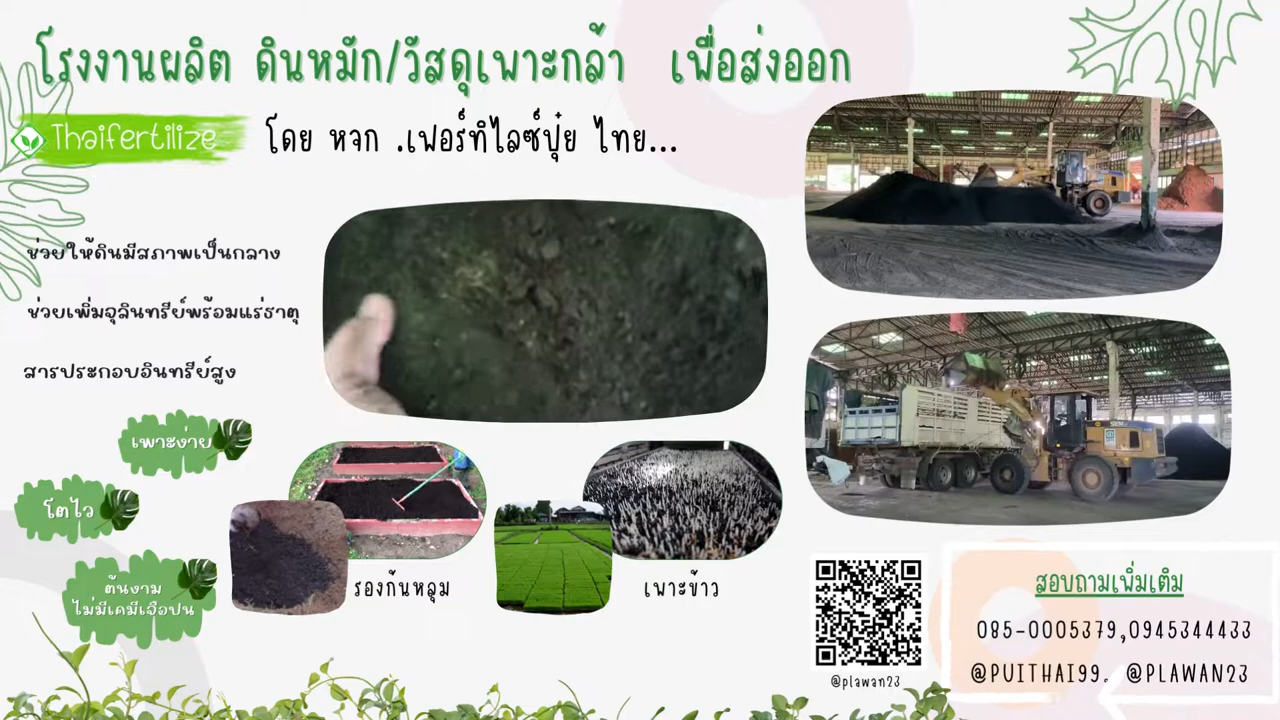 โรงงานผลิต ดินหมัก/วัสดุเพาะกล้า เพื่อส่งออก
Thaifertilize
โดย หจก .เฟอร์ทิไลซ์ปุ๋ย ไทย...
ช่วยให้ดินมีสภาพเป็นกลาง
ช่วยเพิ่มจุลินทรีย์พร้อมแร่ธาตุ
สารประกอบอินทรีย์สูง
เพาะง่าย
โตไว
ต้นงาม
ไม่มีเคมีเจือปน
รองก้นหลุม
เพาะข้าว
@plawan23
สอบถามเพิ่มเติม
085-0005379,0945344433
@PUITHAI99. @PLAWAN23